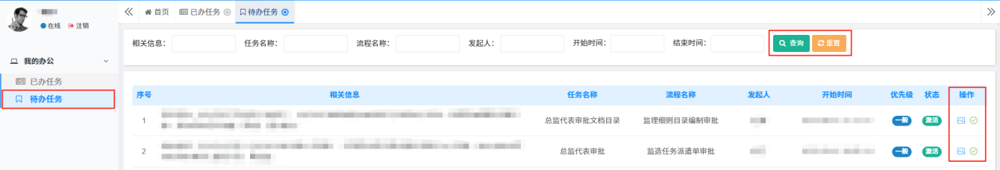 首页 已办任务 待办任务
在线 注销
相关信息: 任务名称: 流程名称: 发起人: 开始时间: 结束时间: 查询 重置
我的办公
已办任务
待办任务
序号 相关信息 任务名称 流程名称 发起人 开始时间 优先级 状态 操作
1 总监代表审批文档目录 监理细则目录编制审批 一般 激活
2 总监代表审批 监造任务派遣单审批 一般 激活